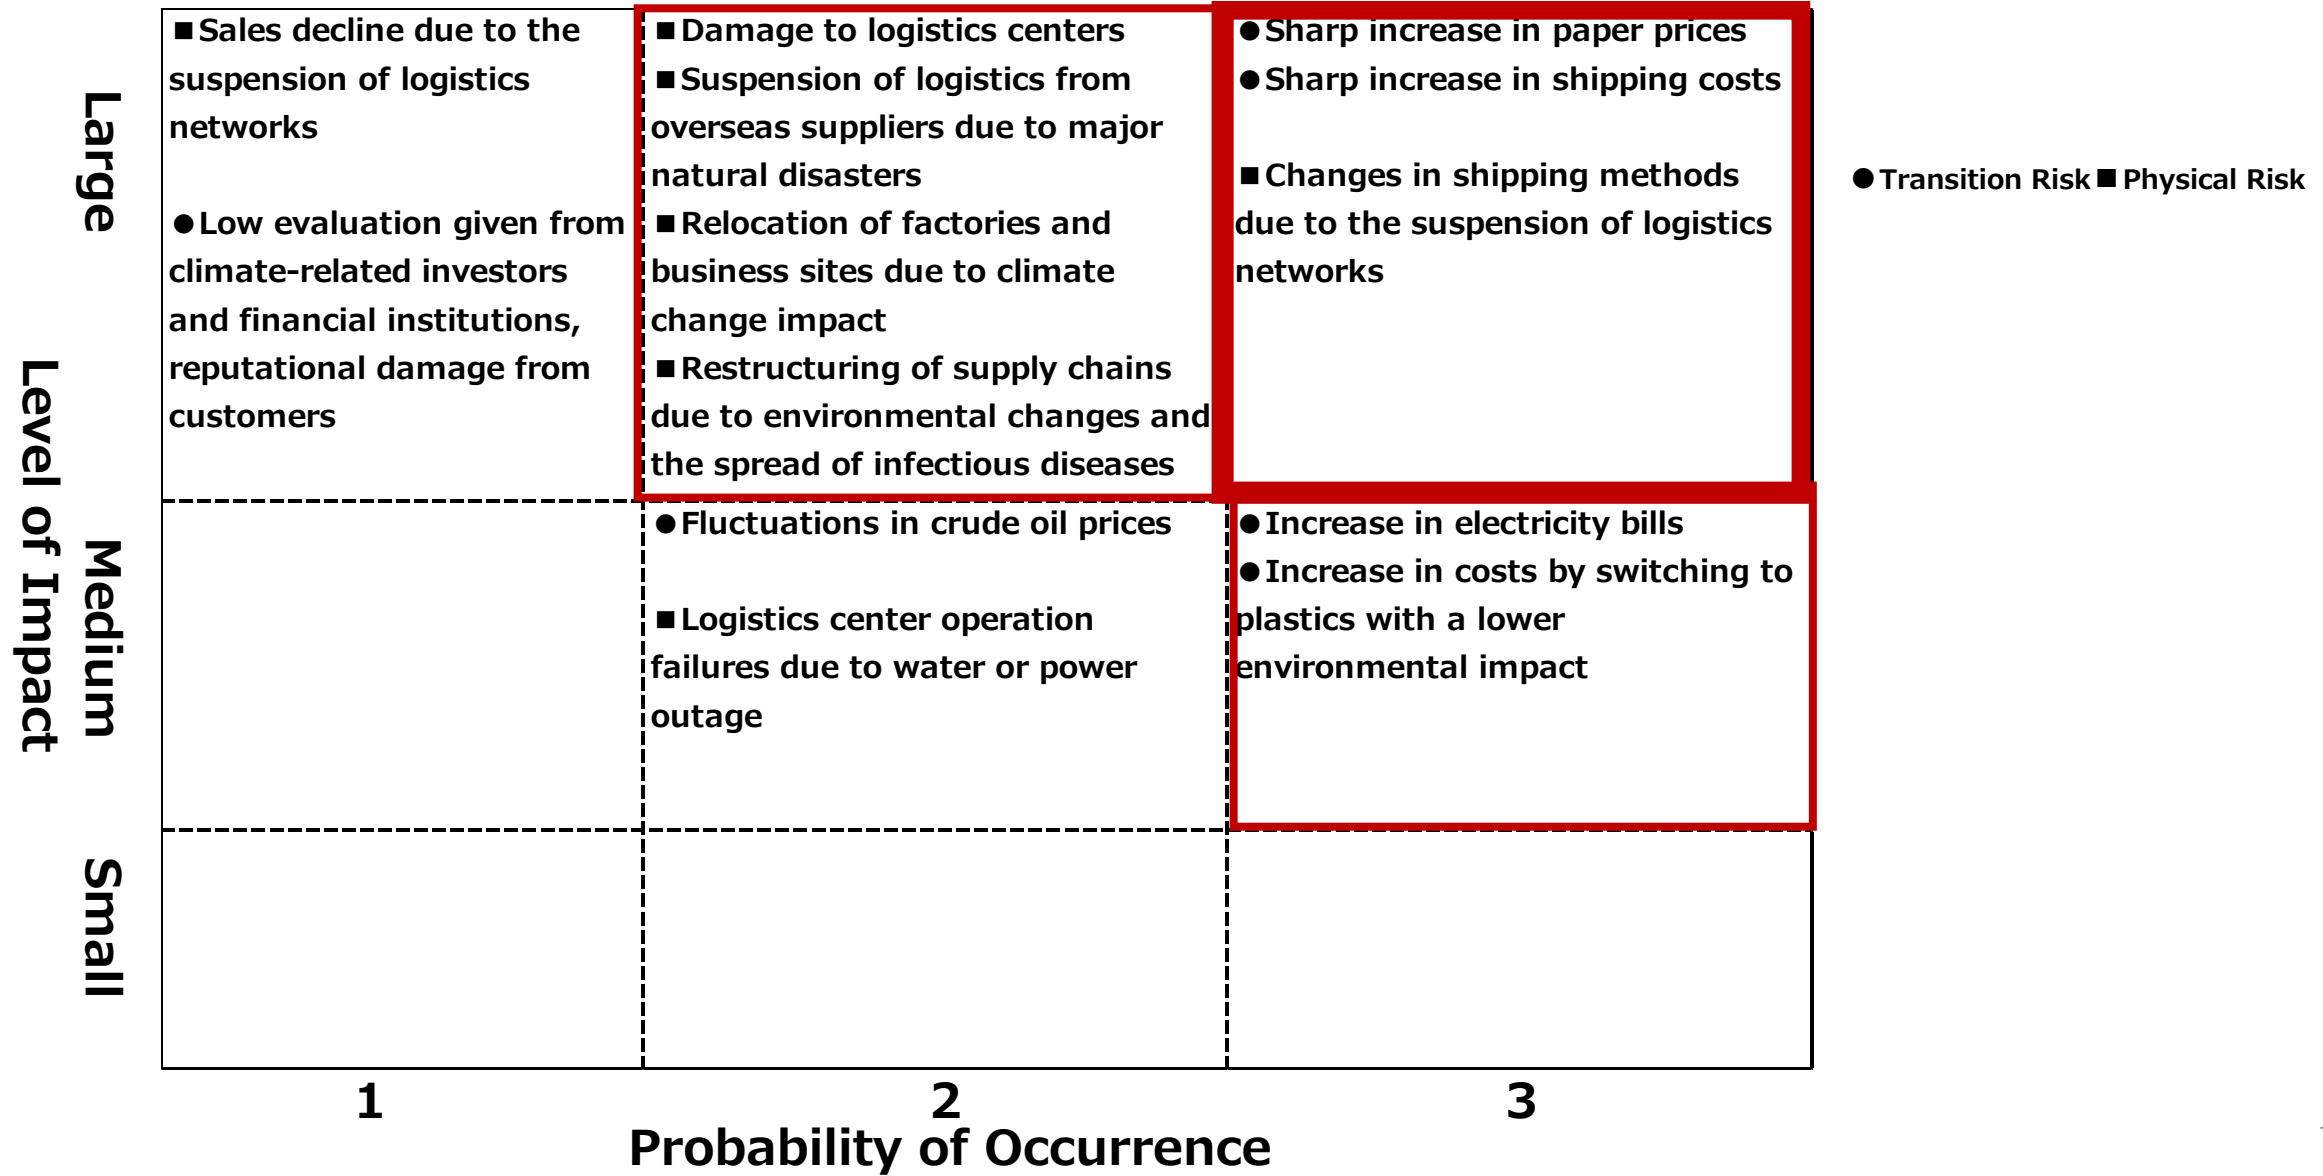 Level of Impact
Large
■Sales decline due to the
suspension of logistics
networks
●Low evaluation given from
climate-related investors
and financial institutions,
reputational damage from
customers
■Damage to logistics centers
■Suspension of logistics from
overseas suppliers due to major
natural disasters
■Relocation of factories and
business sites due to climate
change impact
■Restructuring of supply chains
due to environmental changes and
the spread of infectious diseases
●Sharp increase in paper prices
●Sharp increase in shipping costs
■Changes in shipping methods
due to the suspension of logistics
networks
●Transition Risk ■Physical Risk
Medium
●Fluctuations in crude oil prices
■Logistics center operation
failures due to water or power
outage
●Increase in electricity bills
●Increase in costs by switching to
plastics with a lower
environmental impact
Small
1
2
3
Probability of Occurrence